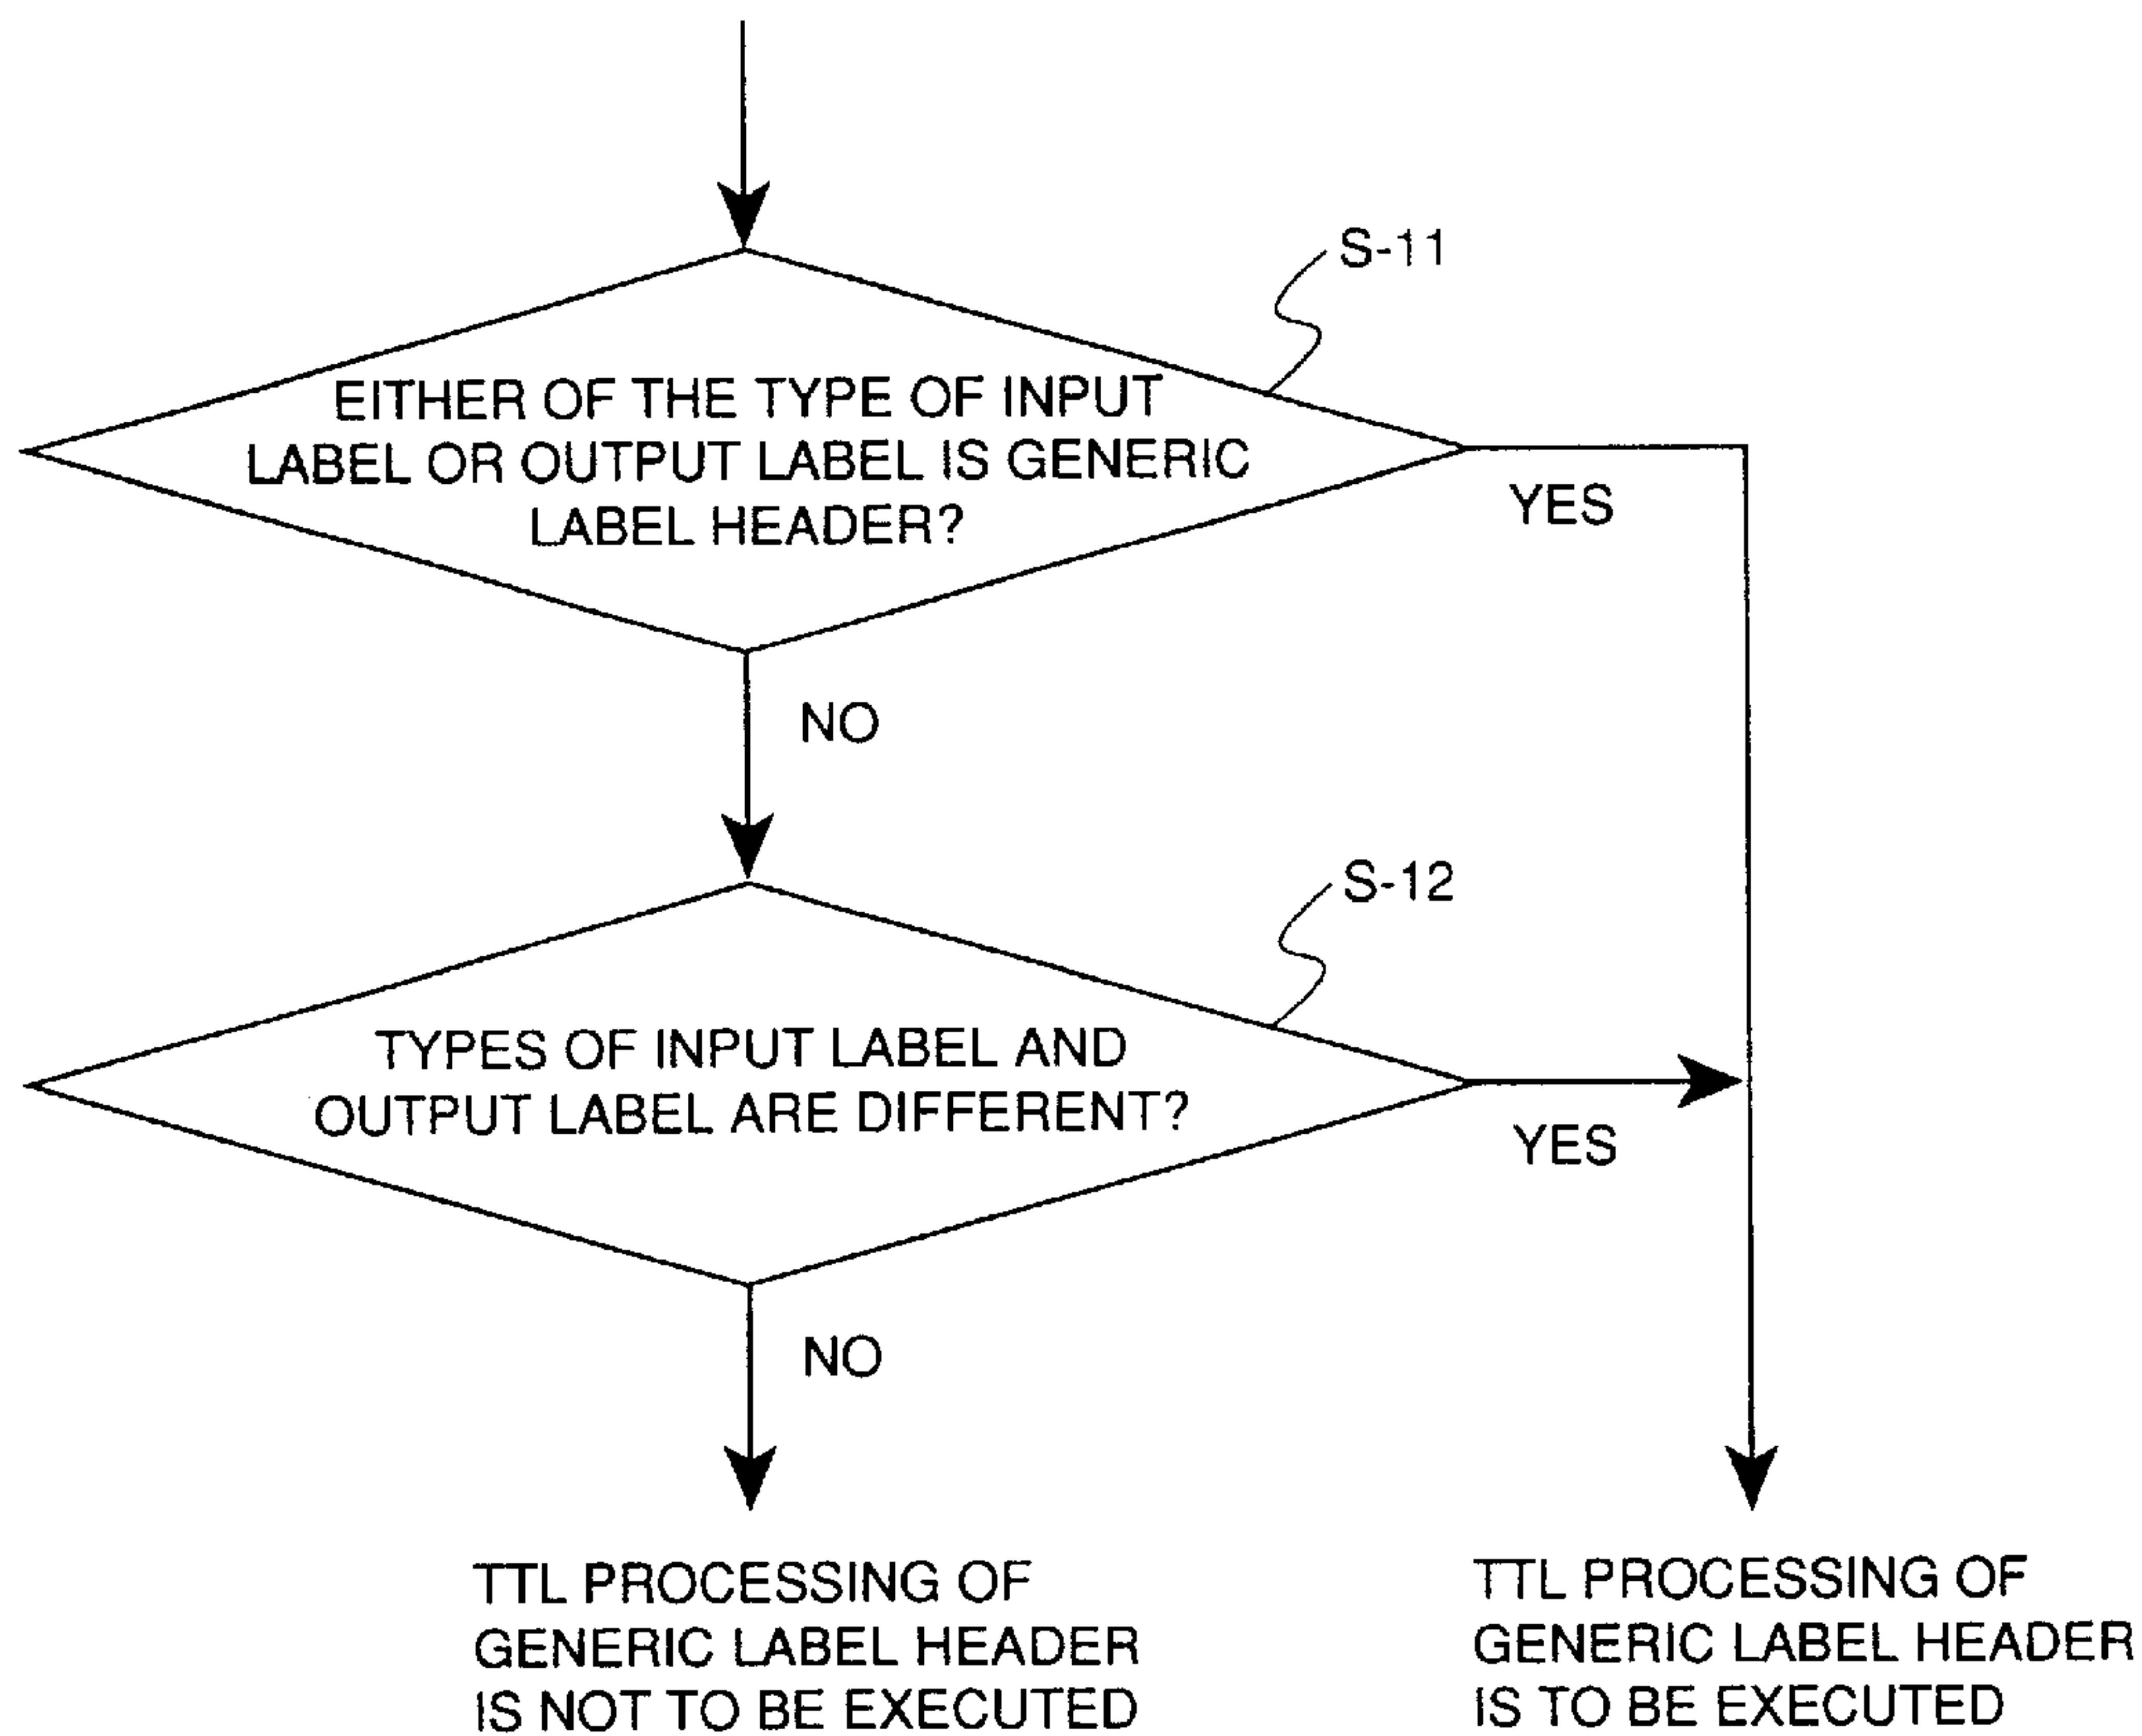 S-11
EITHER OF THE TYPE OF INPUT
LABEL OR OUTPUT LABEL IS GENERIC
LABEL HEADER?
YES
NO
S-12
TYPES OF INPUT LABEL AND
OUTPUT LABEL ARE DIFFERENT?
YES
NO
TTL PROCESSING OF
GENERIC LABEL HEADER
IS NOT TO BE EXECUTED
TTL PROCESSING OF
GENERIC LABEL HEADER
IS TO BE EXECUTED